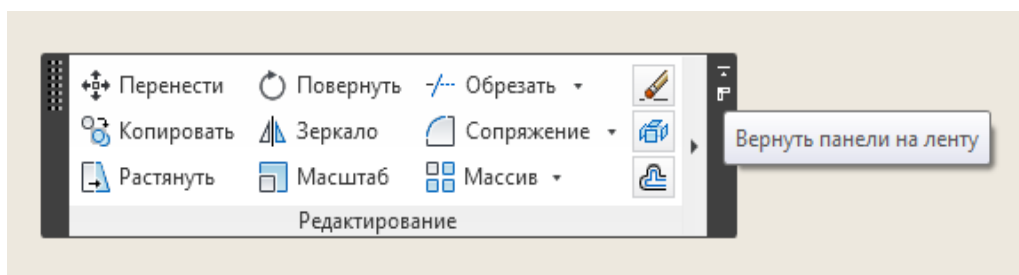 Перенести Повернуть Обрезать
Копировать Зеркало Сопряжение
Растянуть Масштаб Массив
Редактирование
Вернуть панели на ленту